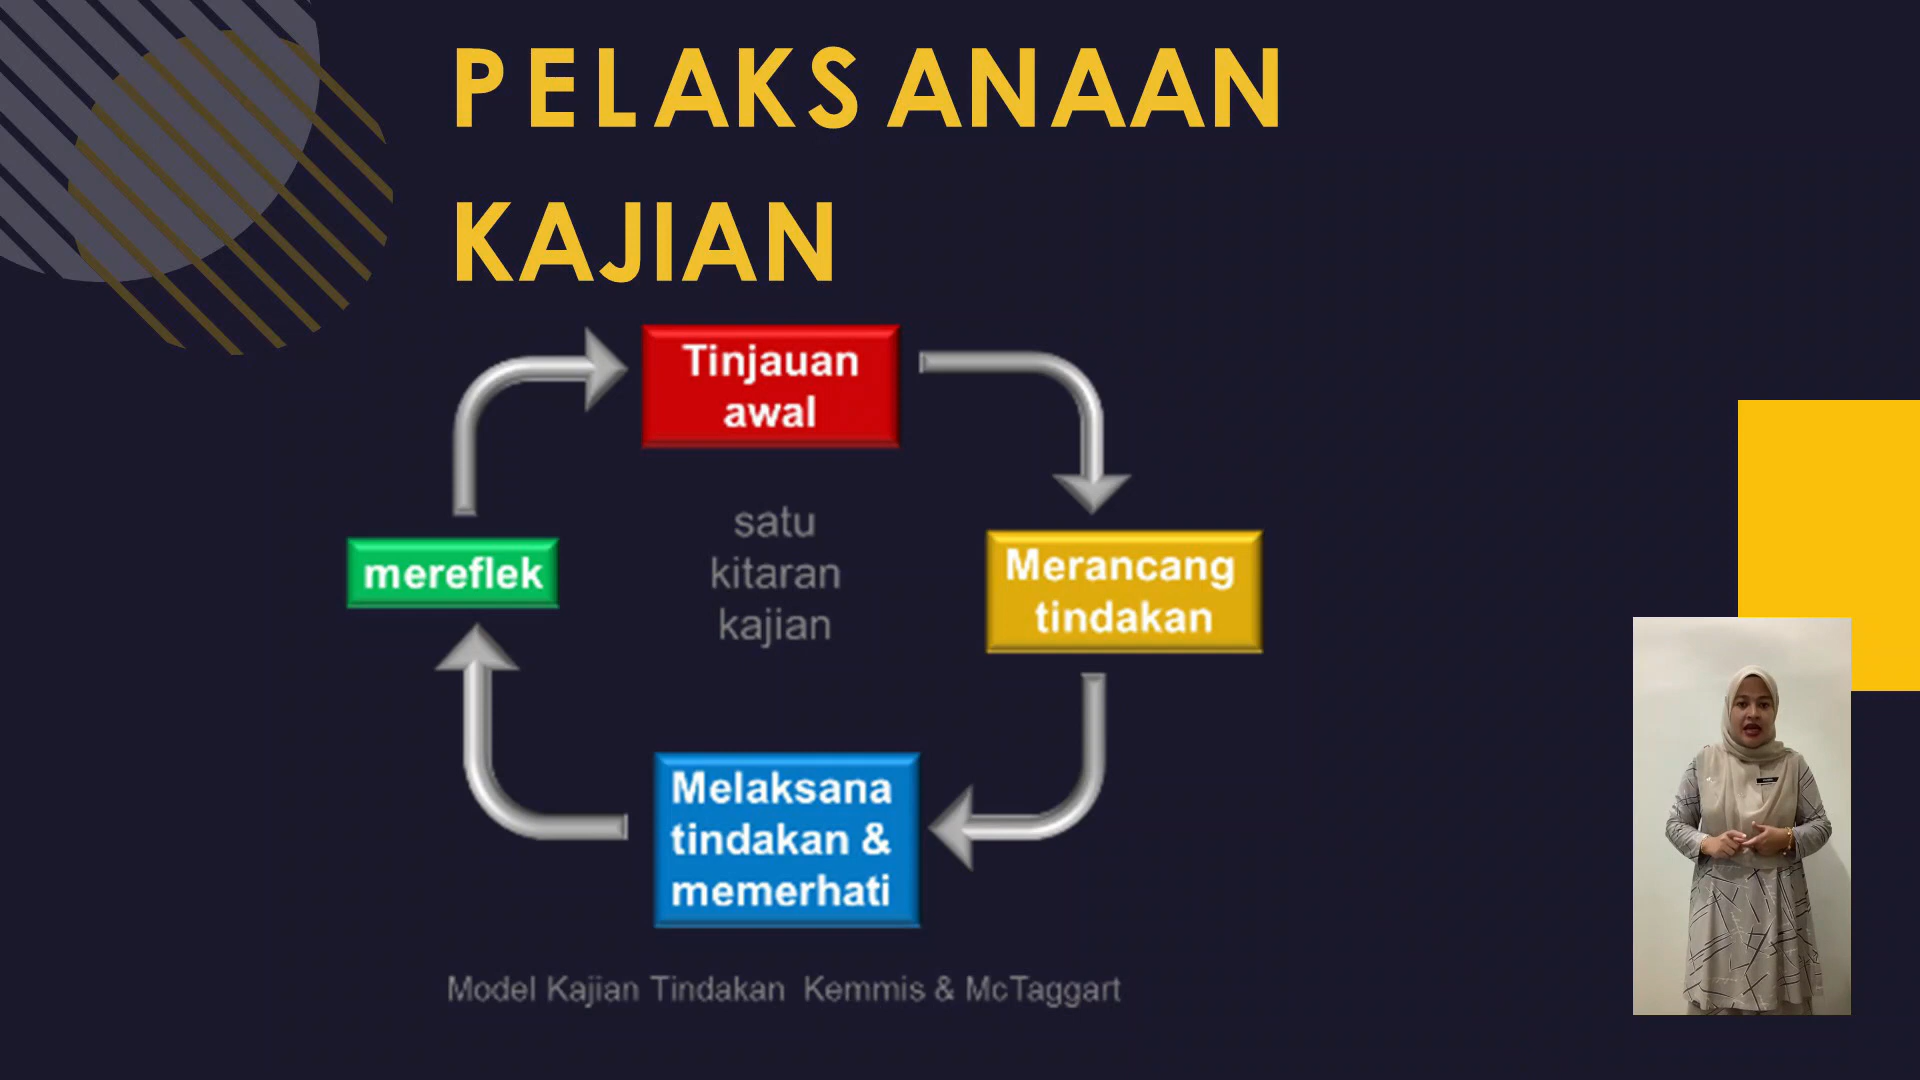 PELAKSANAAN
KAJIAN
Tinjauan
awal
satu
kitaran
kajian
mereflek
Merancang
tindakan
Melaksana
tindakan &
memerhati
Model Kajian Tindakan Kemmis & McTaggart